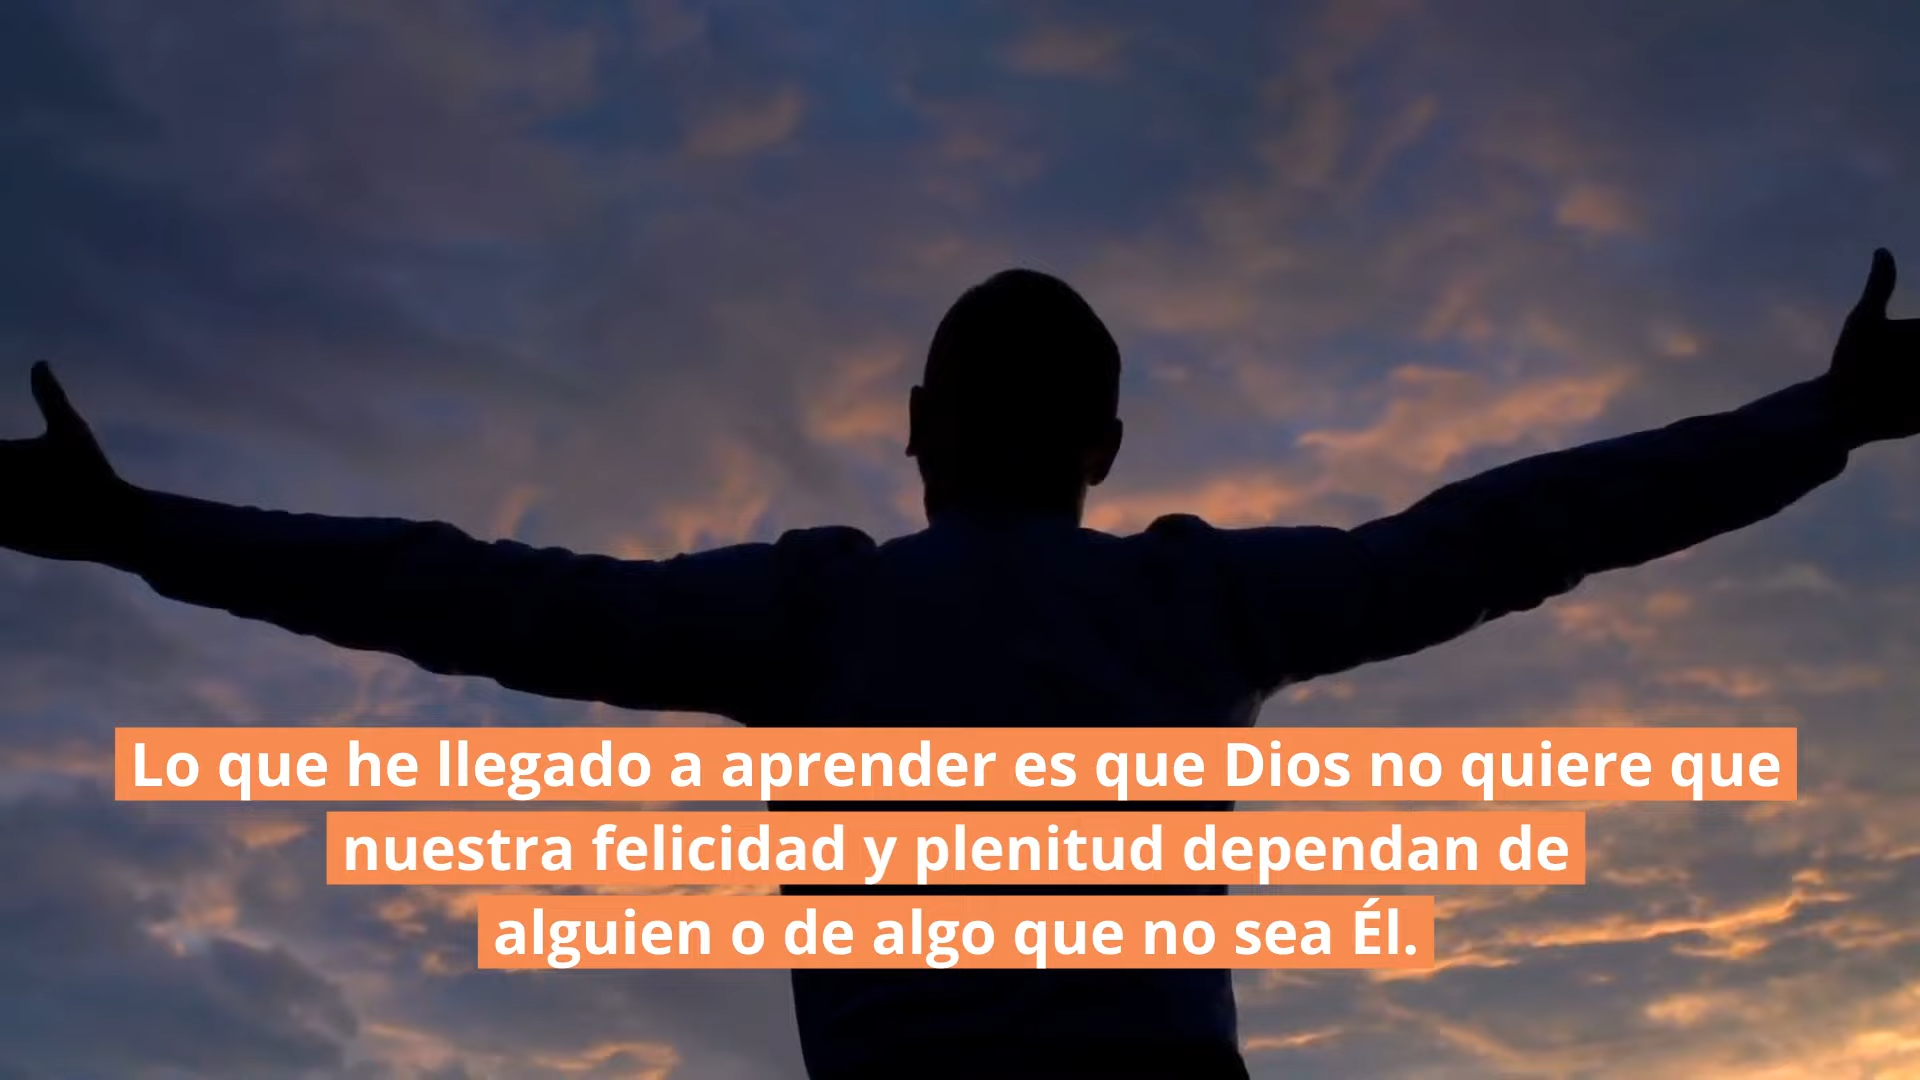 Lo que he llegado a aprender es que Dios no quiere que
nuestra felicidad y plenitud dependan de
alguien o de algo que no sea Él.